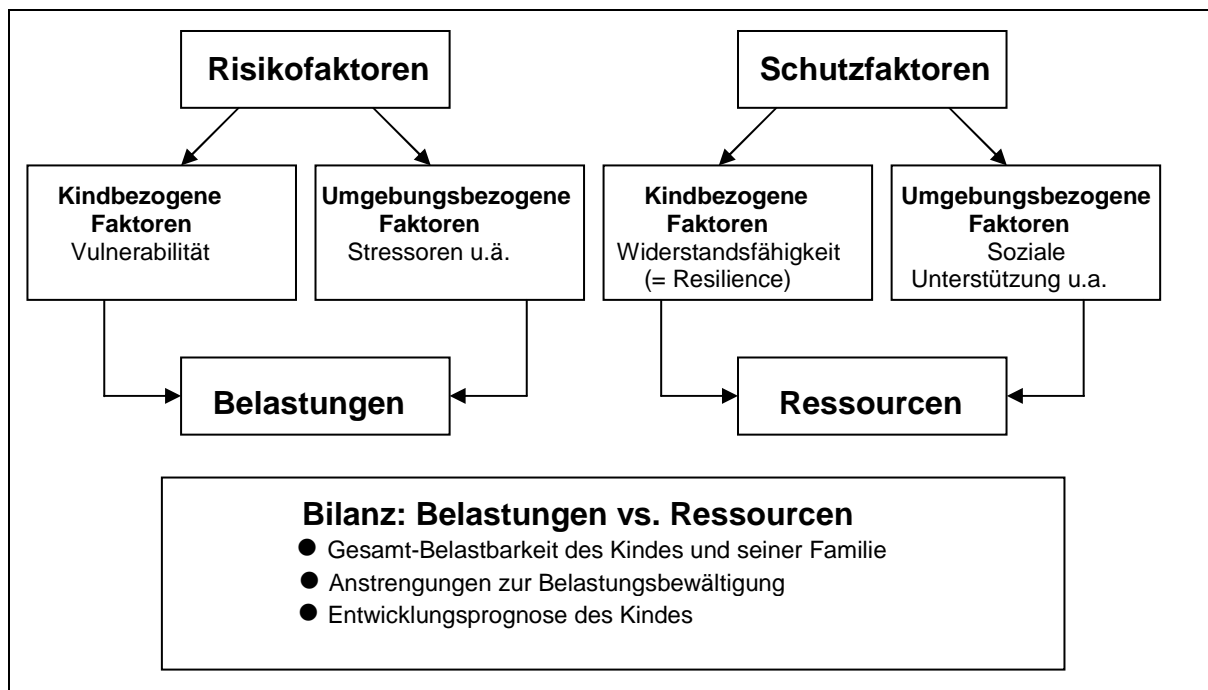 Risikofaktoren
Schutzfaktoren
Kindbezogene
Faktoren
Vulnerabilität
Umgebungsbezogene
Faktoren
Stressoren u.ä.
Kindbezogene
Faktoren
Widerstandsfähigkeit
(= Resilience)
Umgebungsbezogene
Faktoren
Soziale
Unterstützung u.a.
Belastungen
Ressourcen
Bilanz: Belastungen vs. Ressourcen
● Gesamt-Belastbarkeit des Kindes und seiner Familie
● Anstrengungen zur Belastungsbewältigung
● Entwicklungsprognose des Kindes